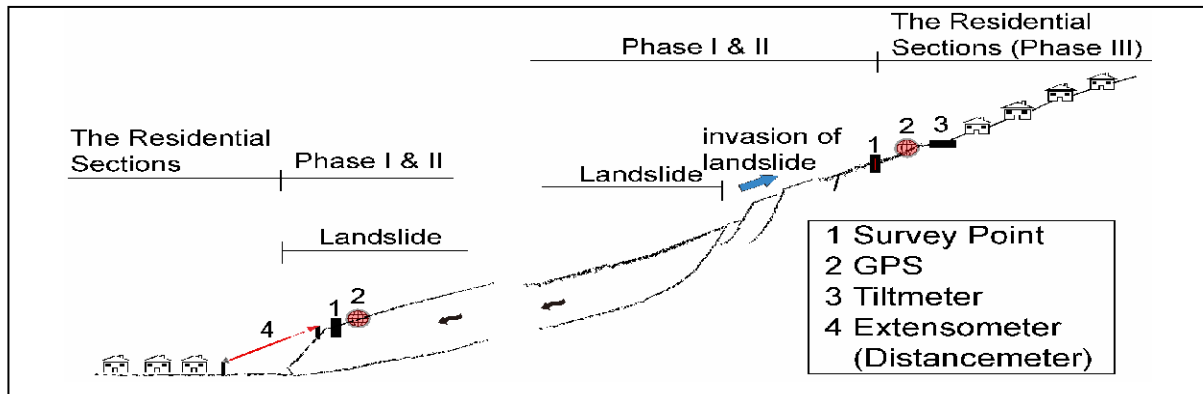 The Residential
Sections (Phase III)
Phase I & II
The Residential
Sections
Phase I & II
invasion of
landslide
Landslide
Landslide
1
2
3
4
1
2
1 Survey Point
2 GPS
3 Tiltmeter
4 Extensometer
(Distancemeter)